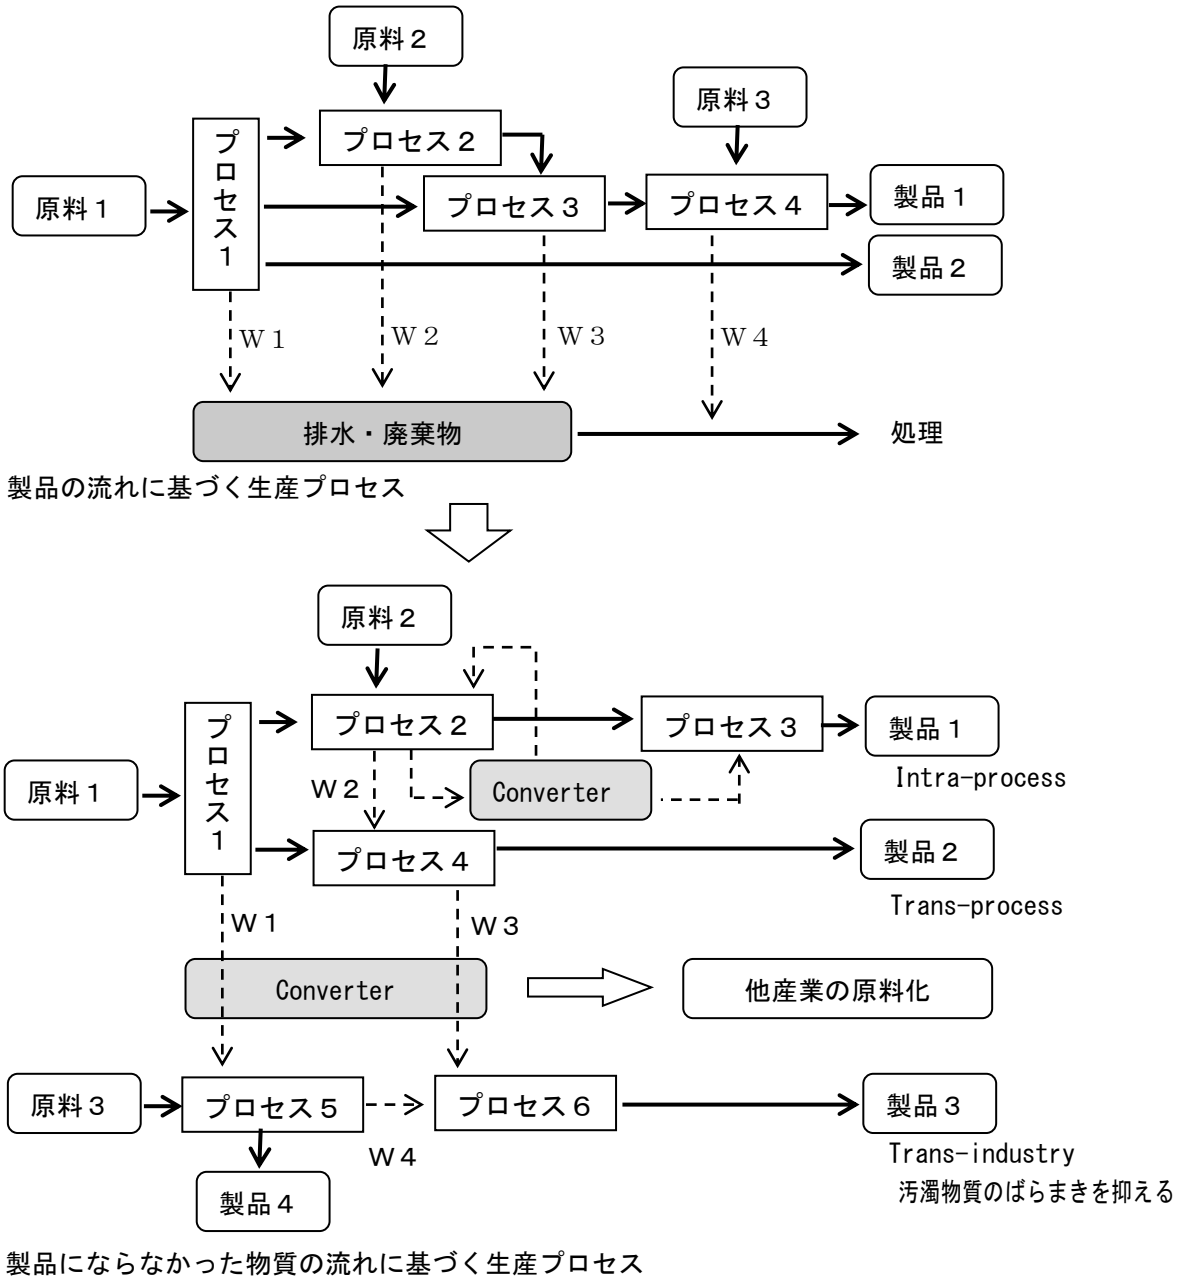 原料２
原料３
プロセス１
プロセス２
原料１
プロセス３
プロセス４
製品１
製品２
Ｗ１
Ｗ２
Ｗ３
Ｗ４
排水・廃棄物
処理
製品の流れに基づく生産プロセス
原料２
プロセス１
プロセス２
プロセス３
製品１
Intra-process
原料１
Ｗ２
Converter
プロセス４
製品２
Trans-process
Ｗ１
Ｗ３
Converter
他産業の原料化
原料３
プロセス５
プロセス６
製品３
Ｗ４
Trans-industry
汚濁物質のばらまきを抑える
製品４
製品にならなかった物質の流れに基づく生産プロセス